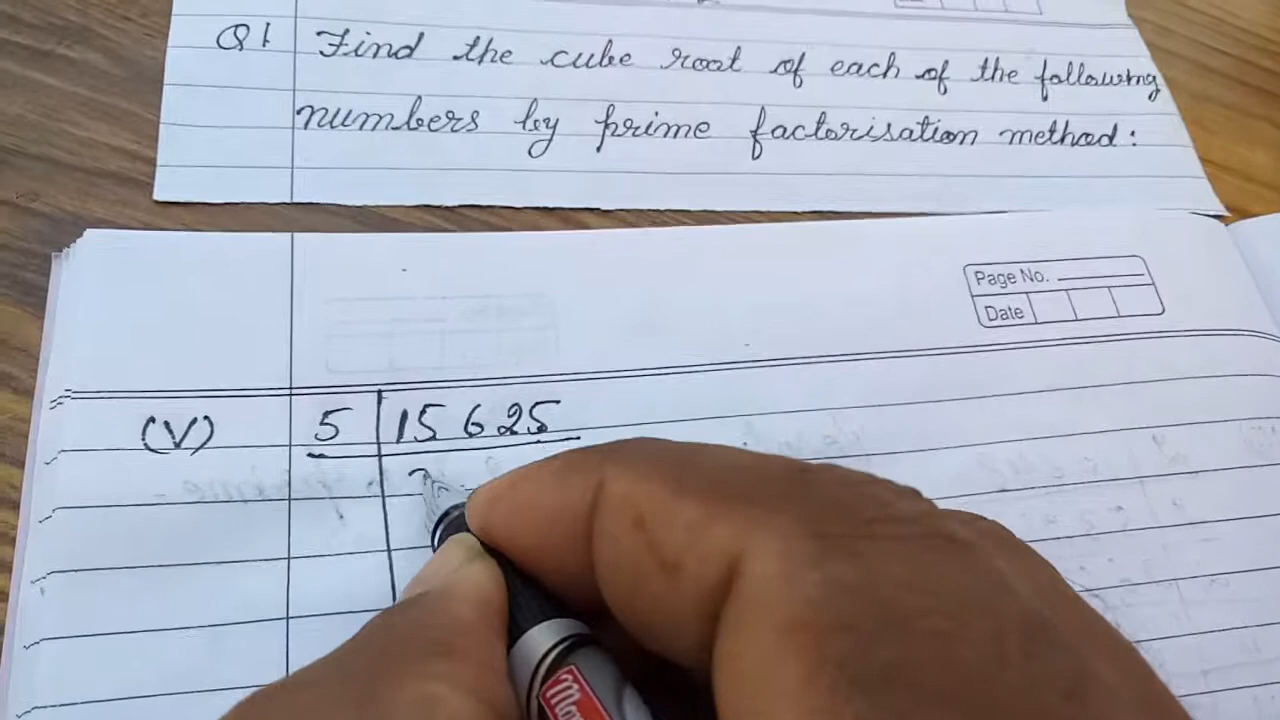 Q1 Find the cube root of each of the following
numbers by prime factorisation method:
Page No.
Date
(V) 5 15625
3